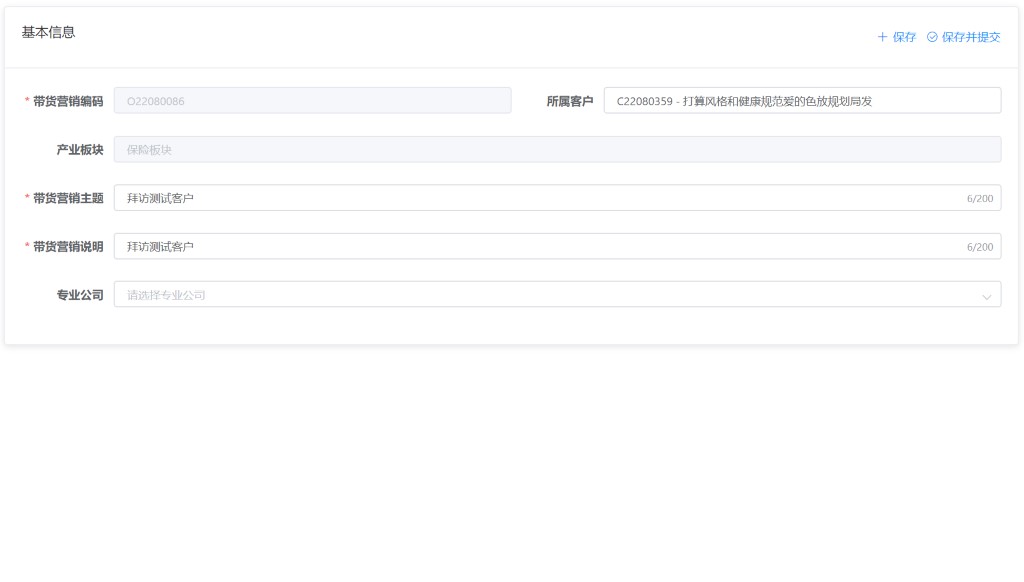 基本信息
保存 保存并提交
* 带货营销编码 O22080086 所属客户 C22080359 - 打算风格和健康规范爱的色放规划局发
产业板块 保险板块
* 带货营销主题 拜访测试客户 6/200
* 带货营销说明 拜访测试客户 6/200
专业公司 请选择专业公司